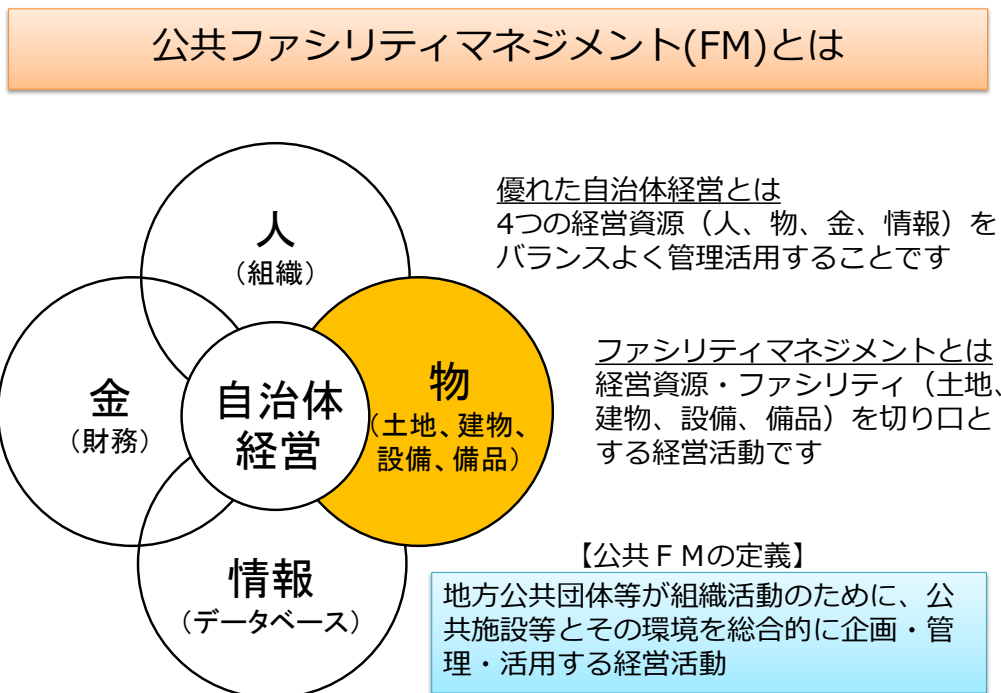 公共ファシリティマネジメント(FM)とは
優れた自治体経営とは
4つの経営資源（人、物、金、情報）を
バランスよく管理活用することです
人
（組織）
ファシリティマネジメントとは
経営資源・ファシリティ（土地、
建物、設備、備品）を切り口と
する経営活動です
金
（財務）
自治体
経営
物
（土地、建物、
設備、備品）
情報
（データベース）
【公共ＦＭの定義】
地方公共団体等が組織活動のために、公
共施設等とその環境を総合的に企画・管
理・活用する経営活動